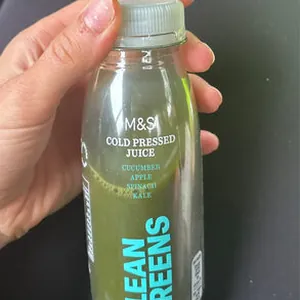 M&S
COLD PRESSED
JUICE
CUCUMBER
APPLE
SPINACH
KALE
LEAN
REENS